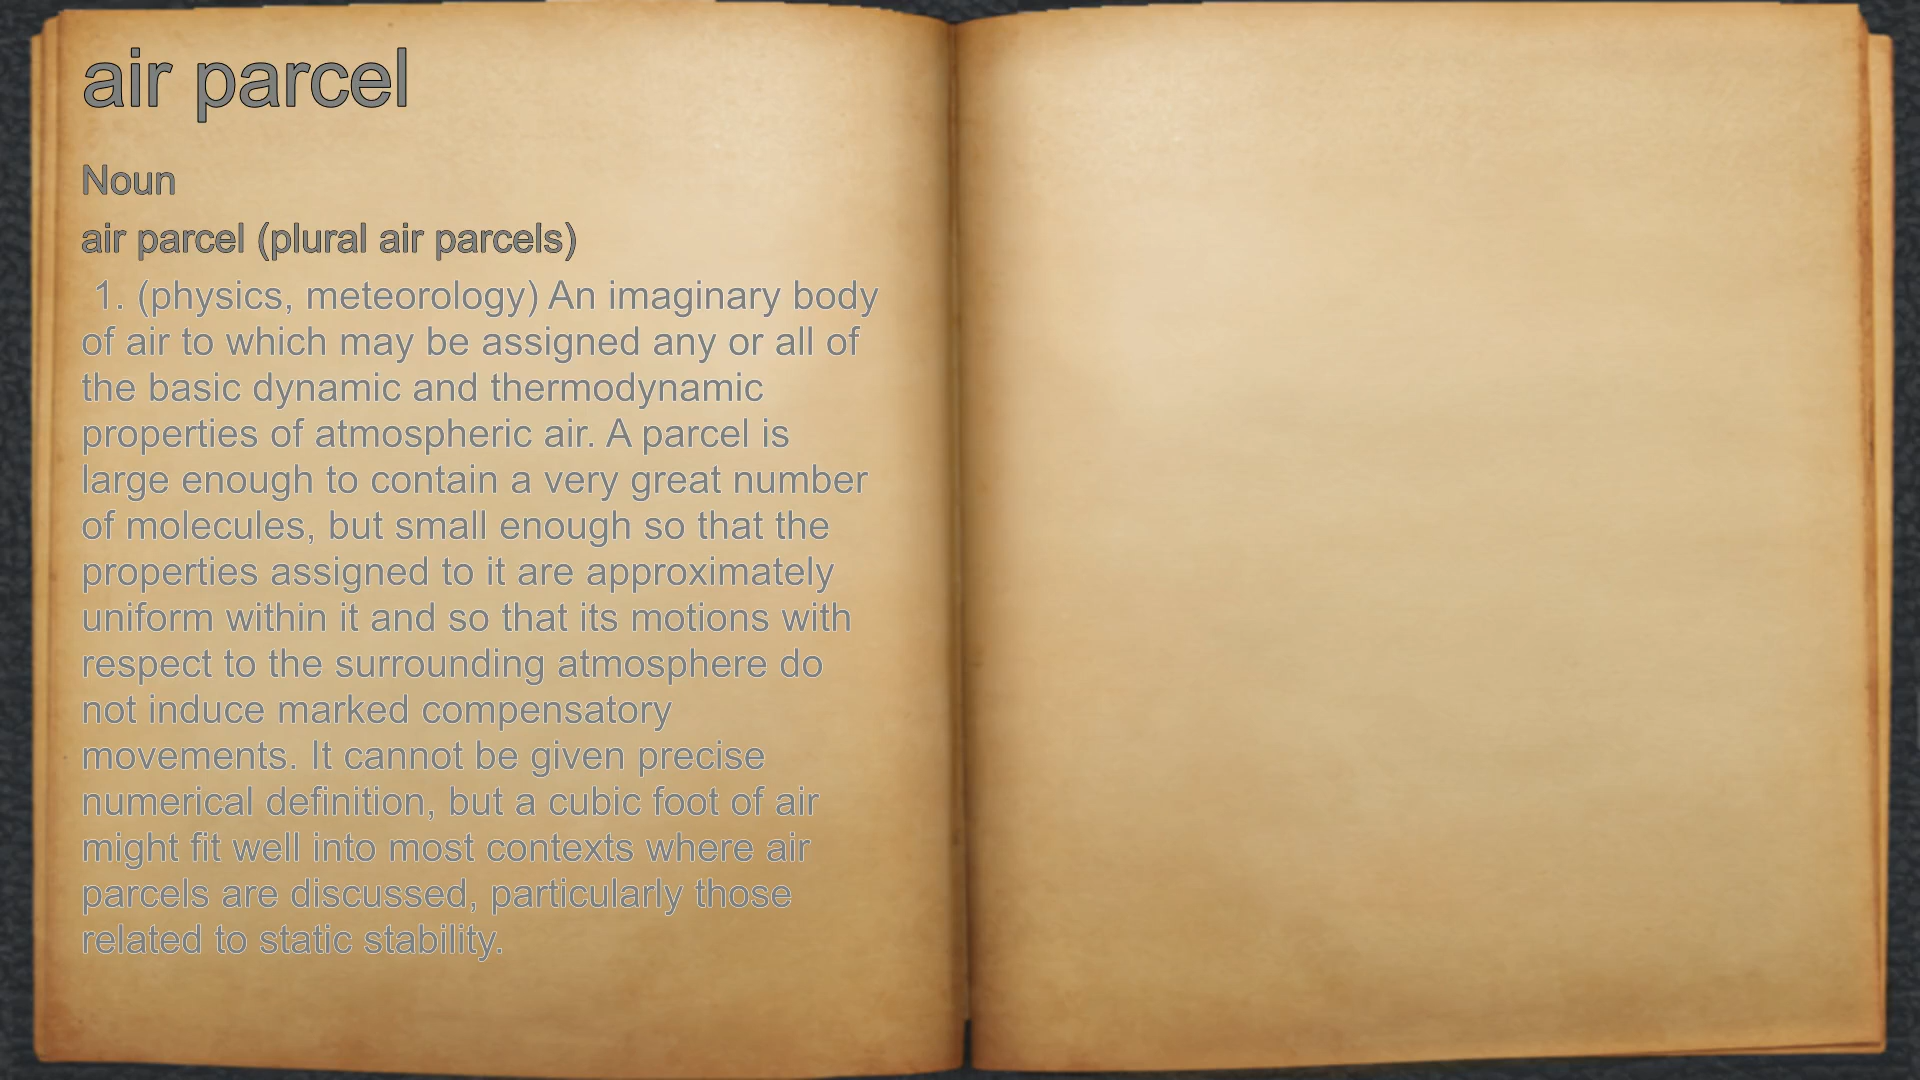 air parcel
Noun
air parcel (plural air parcels)
1. (physics, meteorology) An imaginary body
of air to which may be assigned any or all of
the basic dynamic and thermodynamic
properties of atmospheric air. A parcel is
large enough to contain a very great number
of molecules, but small enough so that the
properties assigned to it are approximately
uniform within it and so that its motions with
respect to the surrounding atmosphere do
not induce marked compensatory
movements. It cannot be given precise
numerical definition, but a cubic foot of air
might fit well into most contexts where air
parcels are discussed, particularly those
related to static stability.